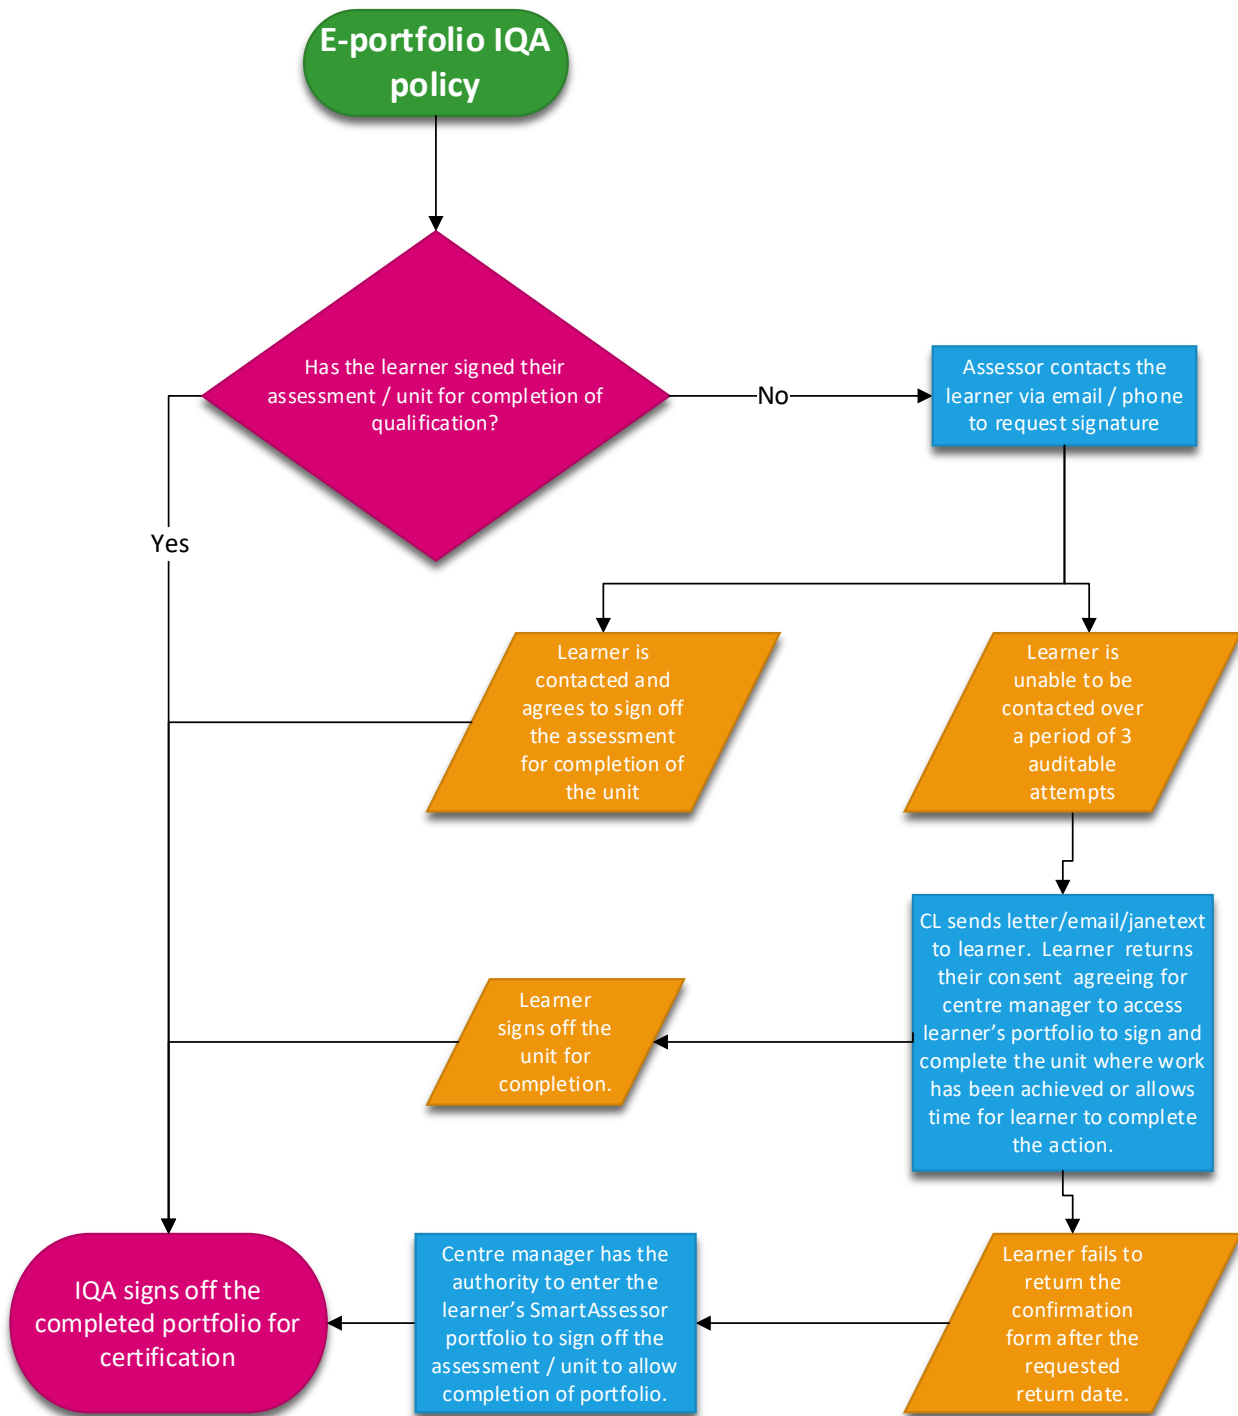 E-portfolio IQA
policy
Has the learner signed their
assessment / unit for completion of
qualification?
No
Assessor contacts the
learner via email / phone
to request signature
Yes
Learner is
contacted and
agrees to sign off
the assessment
for completion of
the unit
Learner is
unable to be
contacted over
a period of 3
auditable
attempts
CL sends letter/email/janetext
to learner. Learner returns
their consent agreeing for
centre manager to access
learner's portfolio to sign and
complete the unit where work
has been achieved or allows
time for learner to complete
the action.
Learner
signs off the
unit for
completion.
IQA signs off the
completed portfolio for
certification
Centre manager has the
authority to enter the
learner's SmartAssessor
portfolio to sign off the
assessment / unit to allow
completion of portfolio.
Learner fails to
return the
confirmation
form after the
requested
return date.